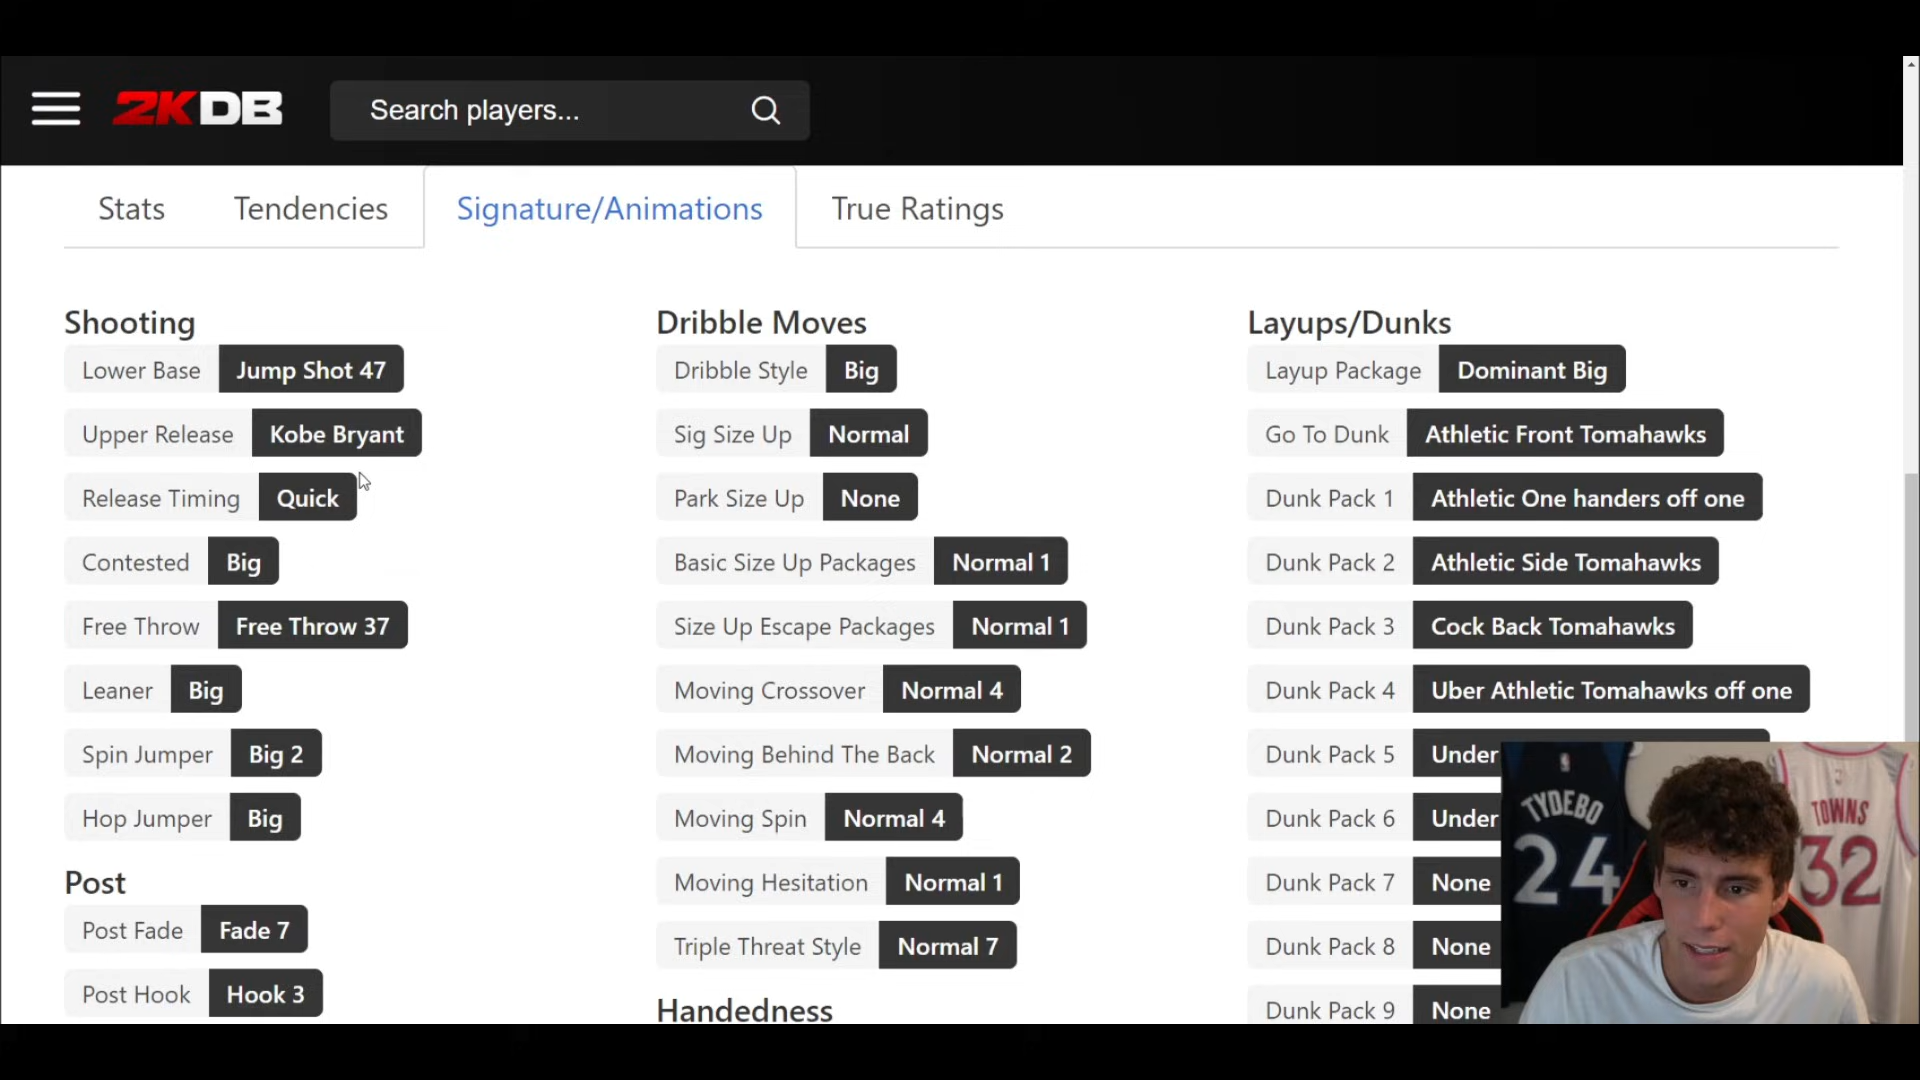 2KDB
Search players...
Stats Tendencies Signature/Animations True Ratings
Shooting
Lower Base Jump Shot 47
Upper Release Kobe Bryant
Release Timing Quick
Contested Big
Free Throw Free Throw 37
Leaner Big
Spin Jumper Big 2
Hop Jumper Big
Post
Post Fade Fade 7
Post Hook Hook 3
Dribble Moves
Dribble Style Big
Sig Size Up Normal
Park Size Up None
Basic Size Up Packages Normal 1
Size Up Escape Packages Normal 1
Moving Crossover Normal 4
Moving Behind The Back Normal 2
Moving Spin Normal 4
Moving Hesitation Normal 1
Triple Threat Style Normal 7
Handedness
Layups/Dunks
Layup Package Dominant Big
Go To Dunk Athletic Front Tomahawks
Dunk Pack 1 Athletic One handers off one
Dunk Pack 2 Athletic Side Tomahawks
Dunk Pack 3 Cock Back Tomahawks
Dunk Pack 4 Uber Athletic Tomahawks off one
Dunk Pack 5 Under
Dunk Pack 6 Under
Dunk Pack 7 None
Dunk Pack 8 None
Dunk Pack 9 None
TYDEBO
24
TOWNS
32